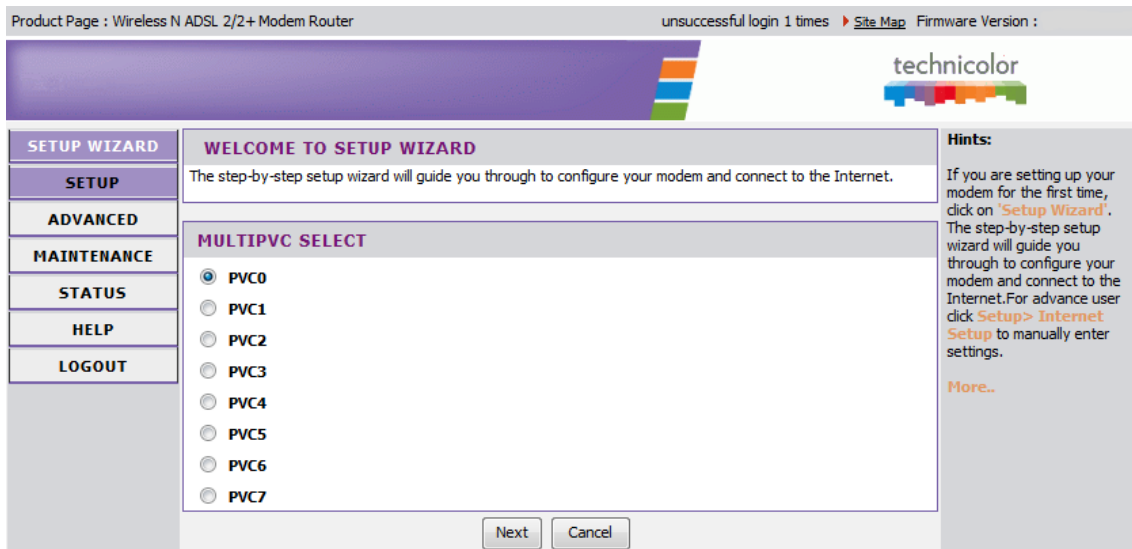 Product Page : Wireless N ADSL 2/2+ Modem Router
unsuccessful login 1 times Site Map Firmware Version :
technicolor
SETUP WIZARD
SETUP
ADVANCED
MAINTENANCE
STATUS
HELP
LOGOUT
WELCOME TO SETUP WIZARD
The step-by-step setup wizard will guide you through to configure your modem and connect to the Internet.
MULTIPVC SELECT
PVC0
PVC1
PVC2
PVC3
PVC4
PVC5
PVC6
PVC7
Next
Cancel
Hints:
If you are setting up your
modem for the first time,
click on 'Setup Wizard'.
The step-by-step setup
wizard will guide you
through to configure your
modem and connect to the
Internet.For advance user
click Setup> Internet
Setup to manually enter
settings.
More..